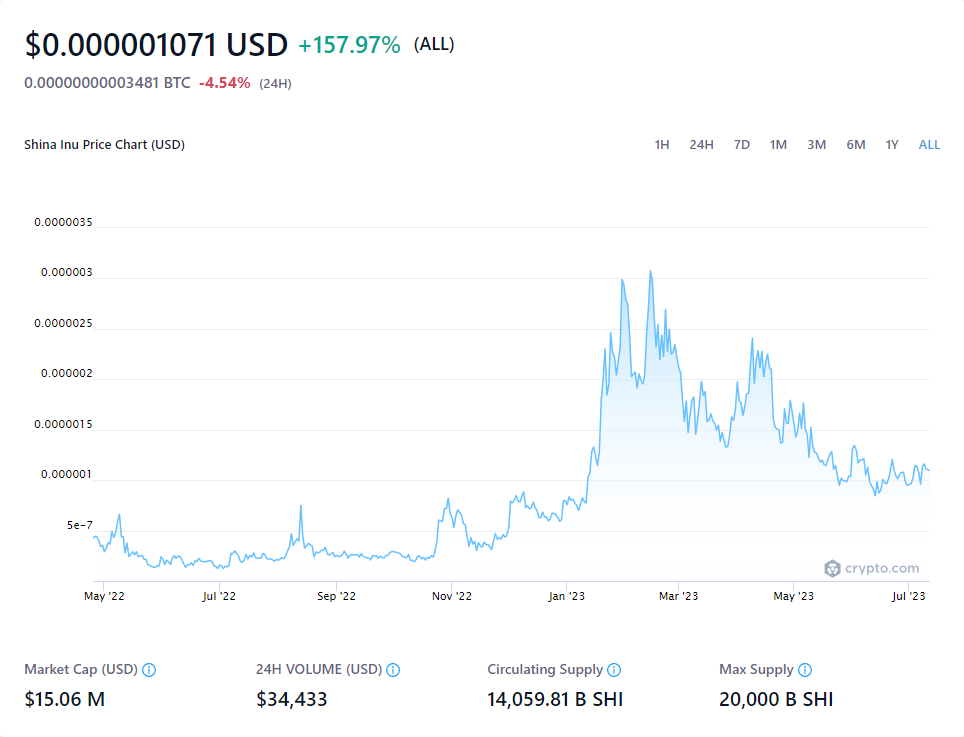 $0.000001071 USD +157.97% (ALL)
0.00000000003481 BTC -4.54% (24H)
Shina Inu Price Chart (USD) 1H 24H 7D 1M 3M 6M 1Y ALL
0.0000035
0.000003
0.0000025
0.000002
0.0000015
0.000001
5e-7
crypto.com
May '22 Jul '22 Sep '22 Nov '22 Jan '23 Mar '23 May '23 Jul '23
Market Cap (USD) 24H VOLUME (USD) Circulating Supply Max Supply
$15.06 M $34,433 14,059.81 B SHI 20,000 B SHI